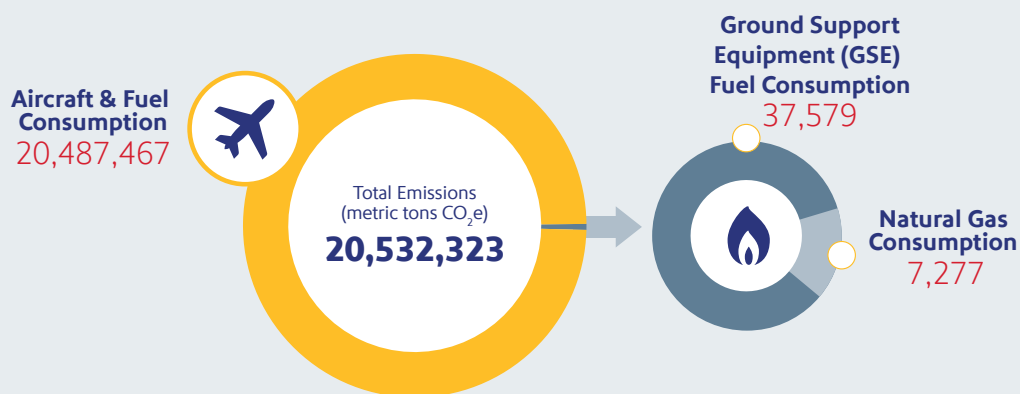 Aircraft & Fuel
Consumption
20,487,467
Total Emissions
(metric tons CO₂e)
20,532,323
Ground Support
Equipment (GSE)
Fuel Consumption
37,579
Natural Gas
Consumption
7,277